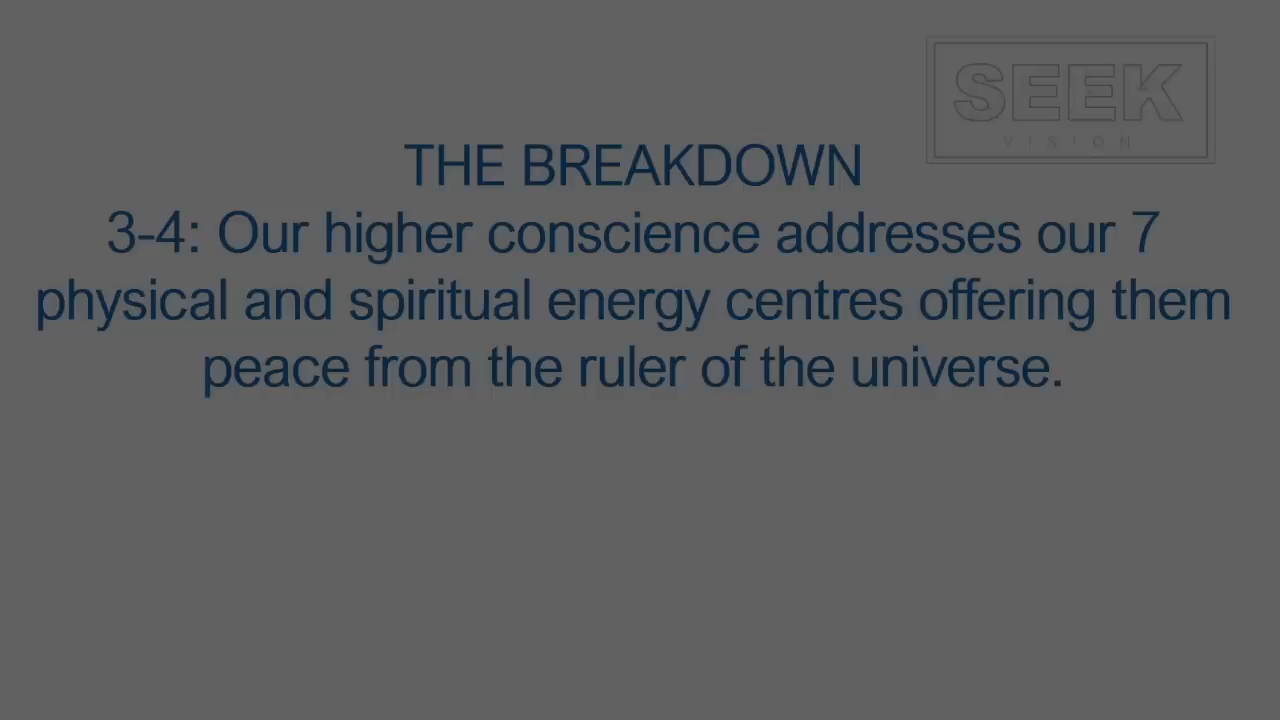 SEEK
VISION
THE BREAKDOWN
3-4: Our higher conscience addresses our 7
physical and spiritual energy centres offering them
peace from the ruler of the universe.